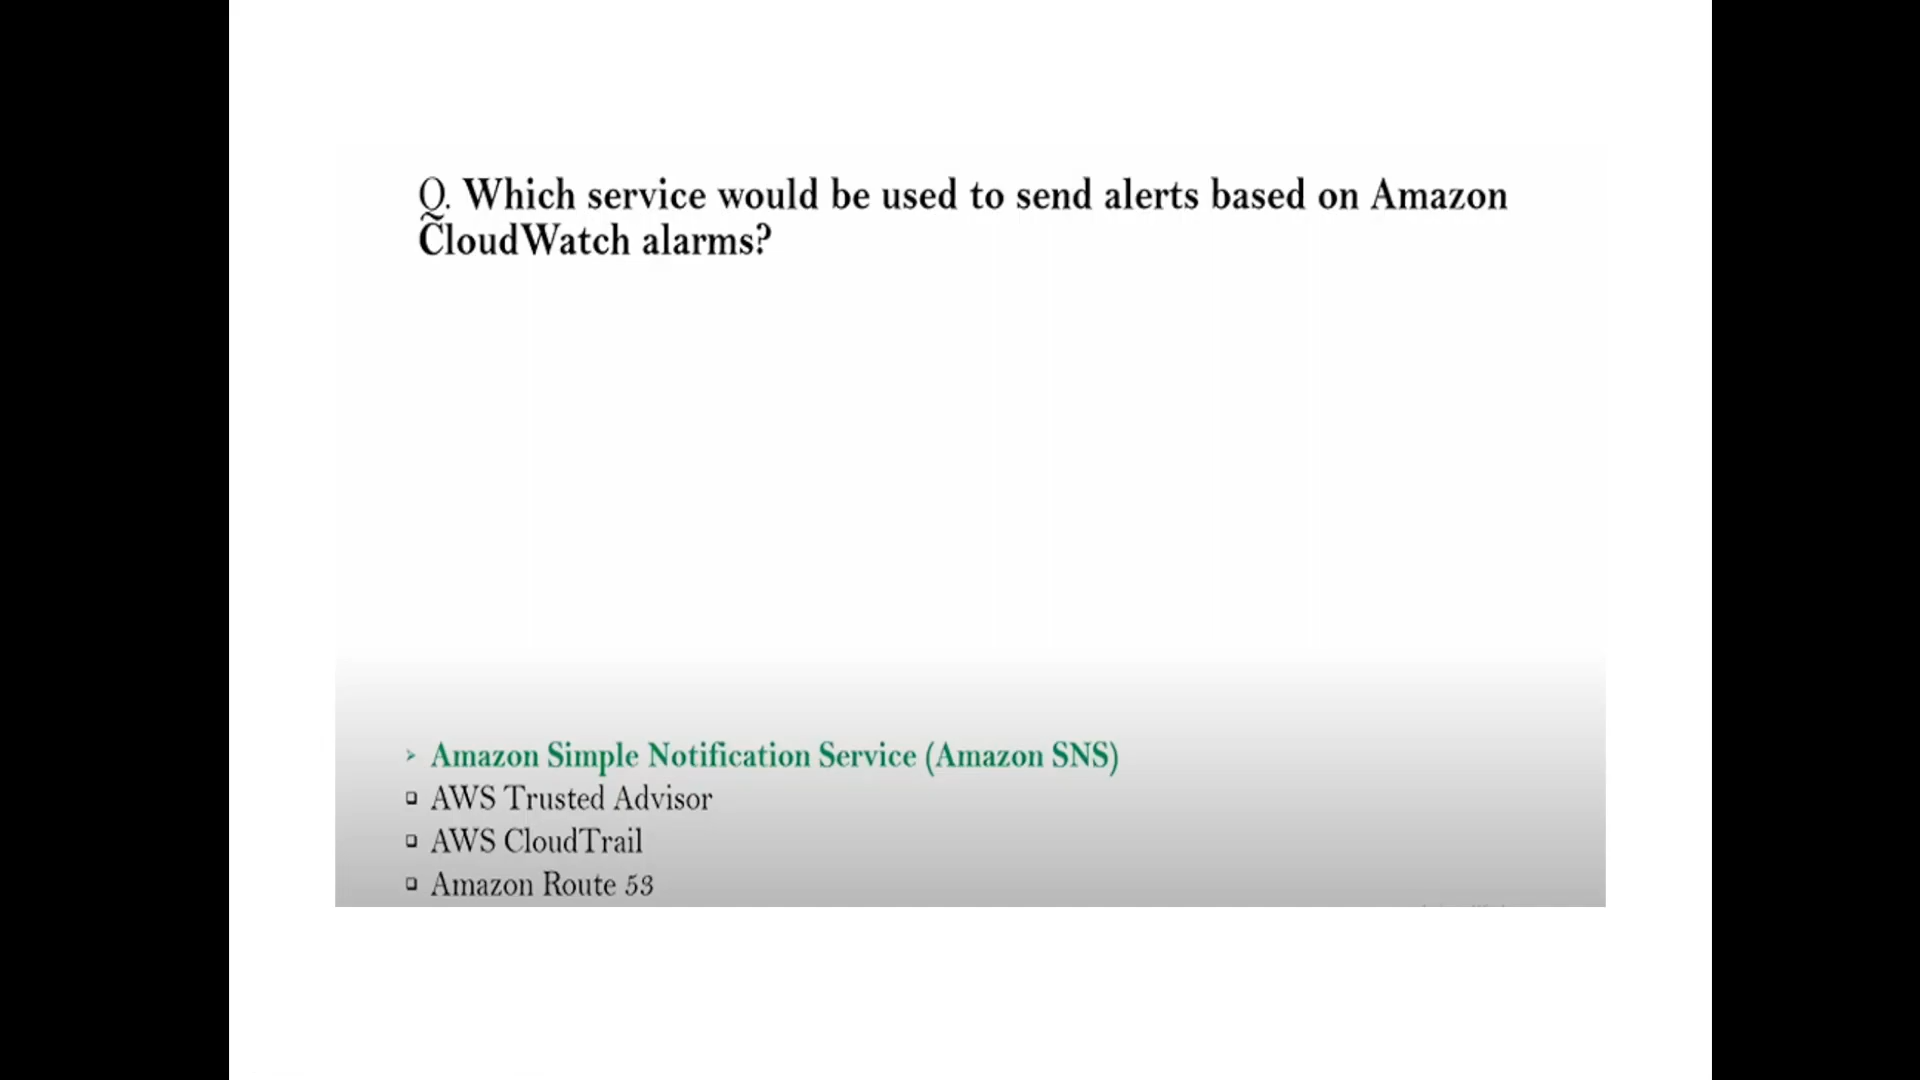 Q. Which service would be used to send alerts based on Amazon
CloudWatch alarms?
Amazon Simple Notification Service (Amazon SNS)
AWS Trusted Advisor
AWS CloudTrail
Amazon Route 53